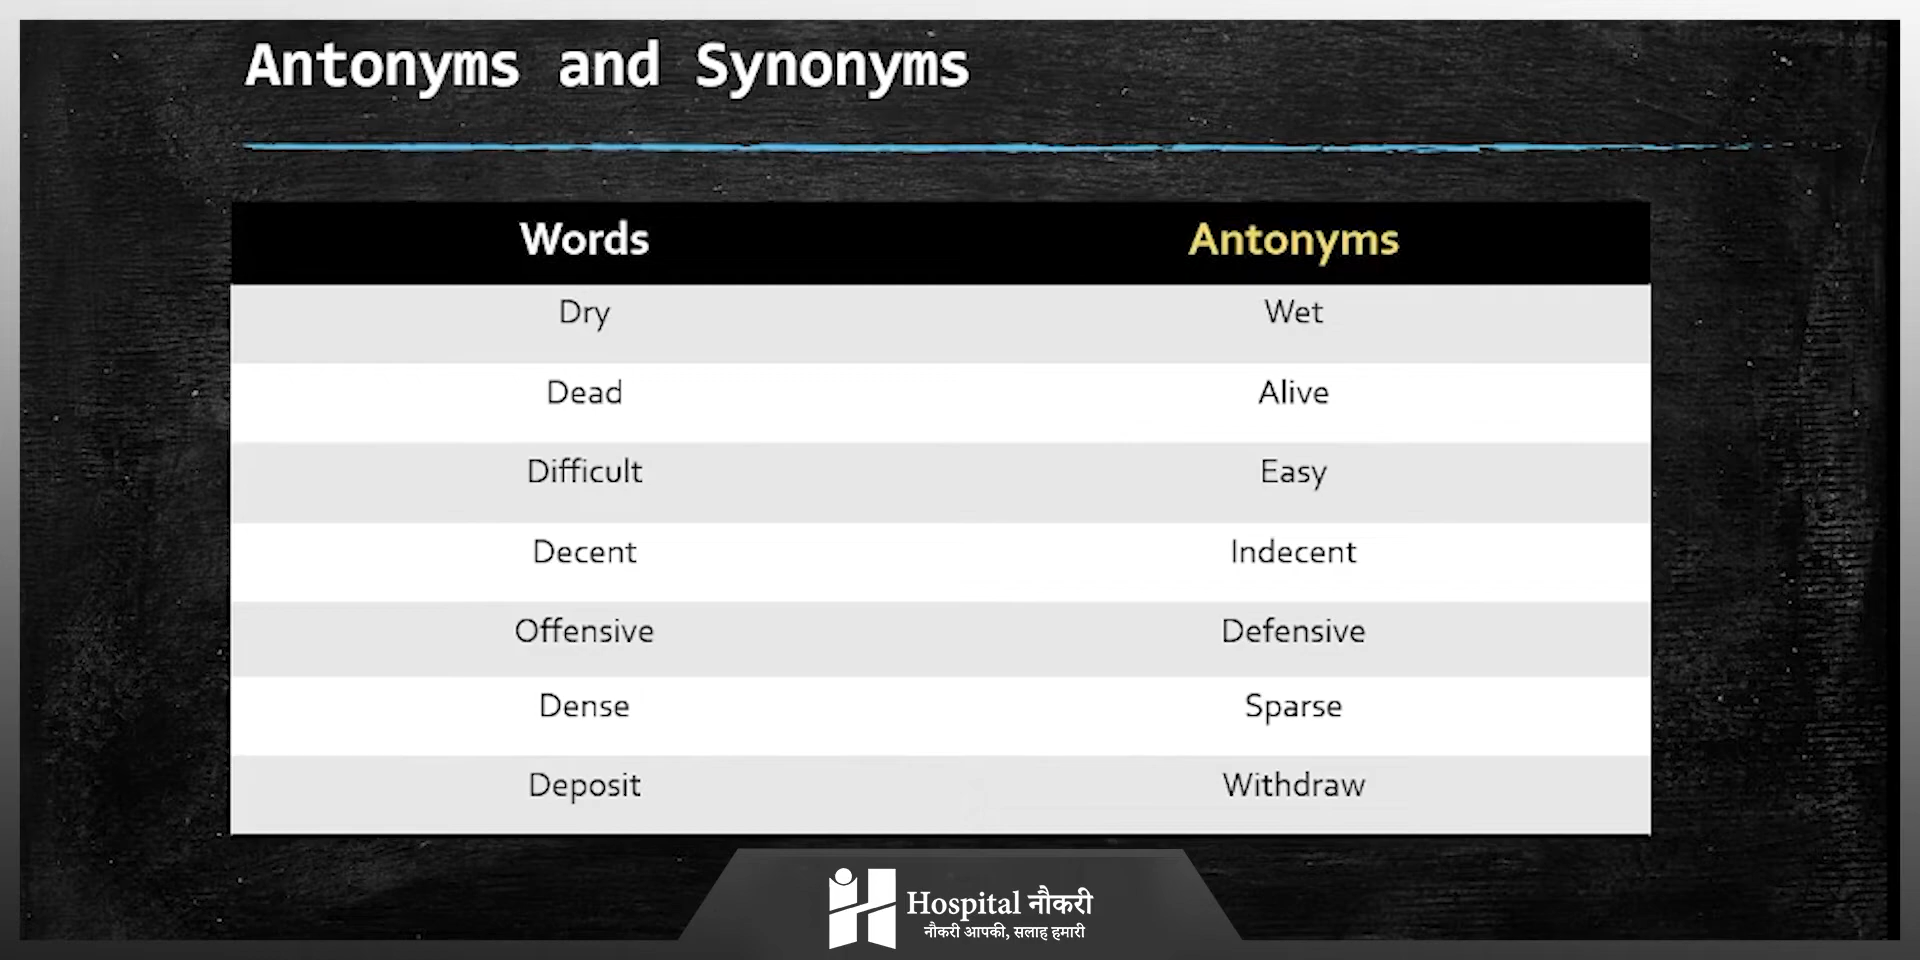 Antonyms and Synonyms
Words Antonyms
Dry Wet
Dead Alive
Difficult Easy
Decent Indecent
Offensive Defensive
Dense Sparse
Deposit Withdraw
Hospital नौकरी
नौकरी आपकी, सलाह हमारी